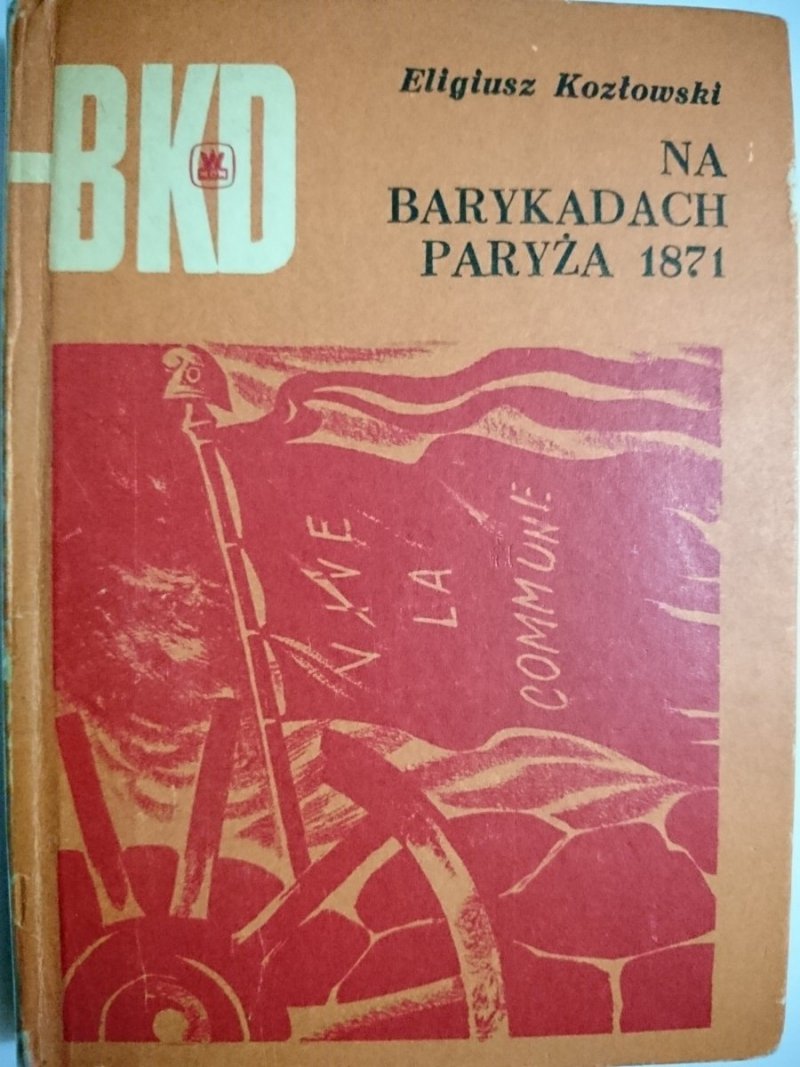 BKD
Eligiusz Kozłowski
NA
BARYKADACH
PARYŻA 1871
VIVE
LA
COMMUNE